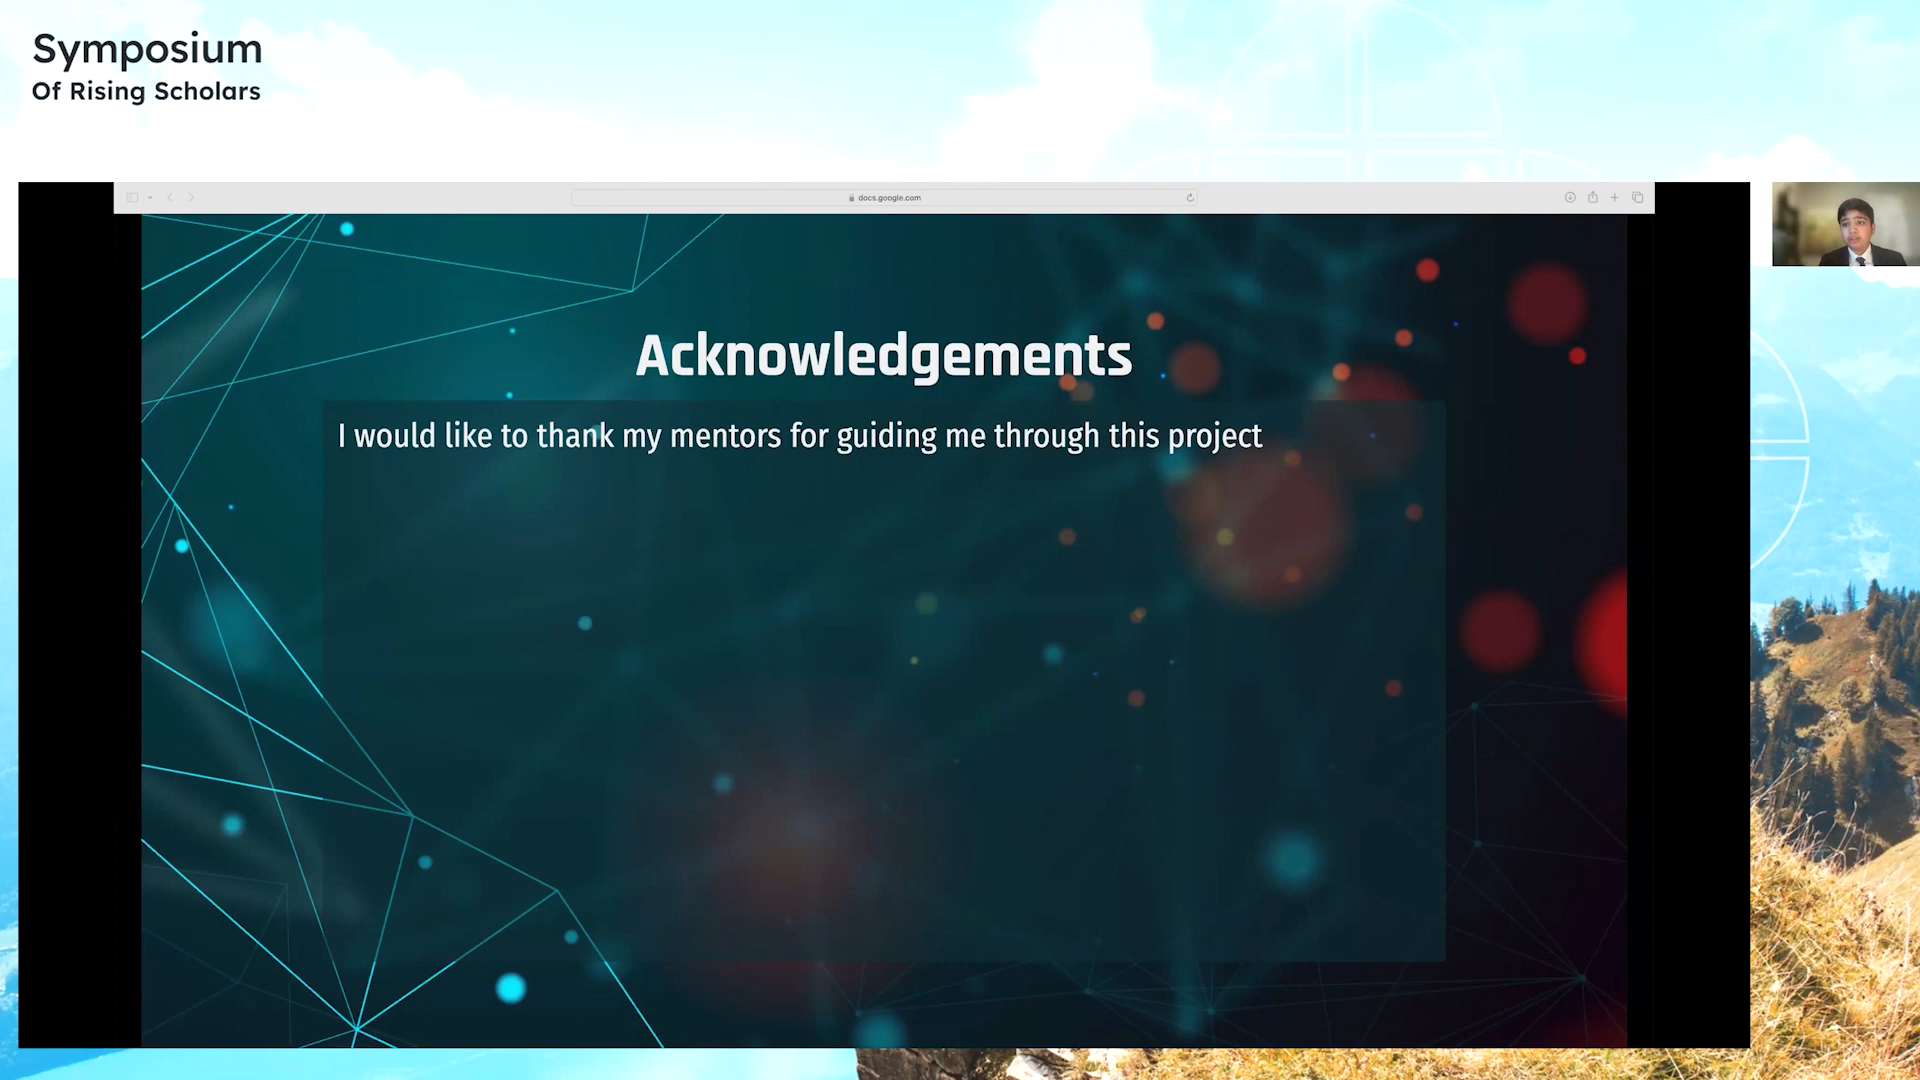 Symposium
Of Rising Scholars
docs.google.com
Acknowledgements
I would like to thank my mentors for guiding me through this project